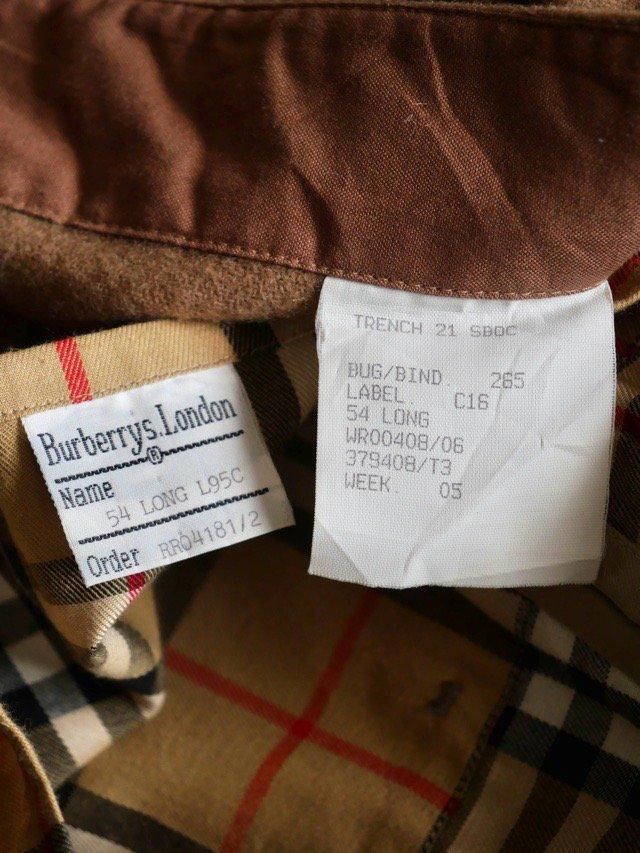 Burberrys.London
®
Name 54 LONG L95C
Order RR04181/2
TRENCH 21 SBOC
BUG/BIND. 265
LABEL. C16
54 LONG
WR00408/06
379408/T3
WEEK. 05